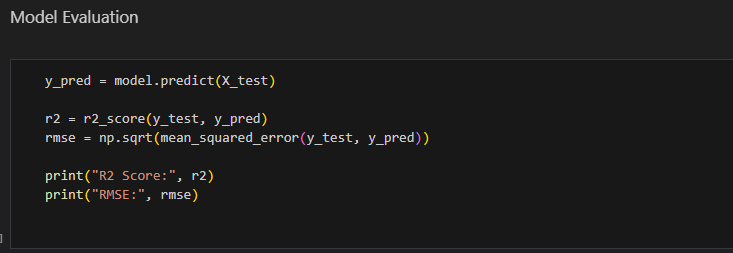 Model Evaluation
y_pred = model.predict(X_test)
r2 = r2_score(y_test, y_pred)
rmse = np.sqrt(mean_squared_error(y_test, y_pred))
print("R2 Score:", r2)
print("RMSE:", rmse)
]